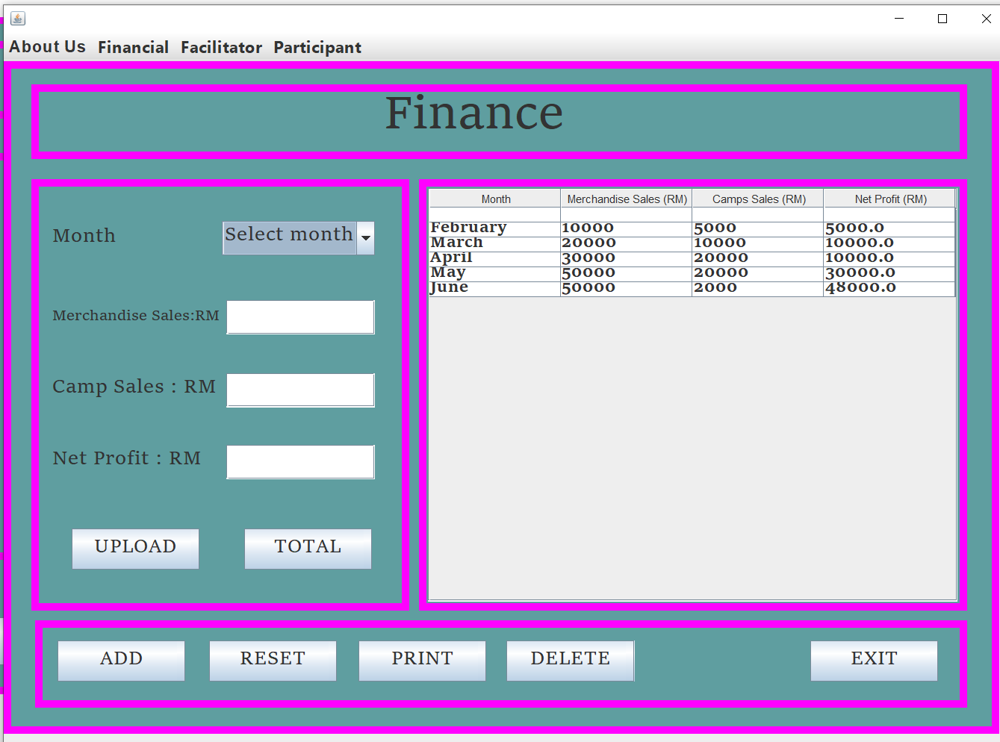 About Us Financial Facilitator Participant
Finance
Month Select month
Merchandise Sales:RM
Camp Sales : RM
Net Profit : RM
UPLOAD TOTAL
Month Merchandise Sales (RM) Camps Sales (RM) Net Profit (RM)
February 10000 5000 5000.0
March 20000 10000 10000.0
April 30000 20000 10000.0
May 50000 20000 30000.0
June 50000 2000 48000.0
ADD RESET PRINT DELETE EXIT